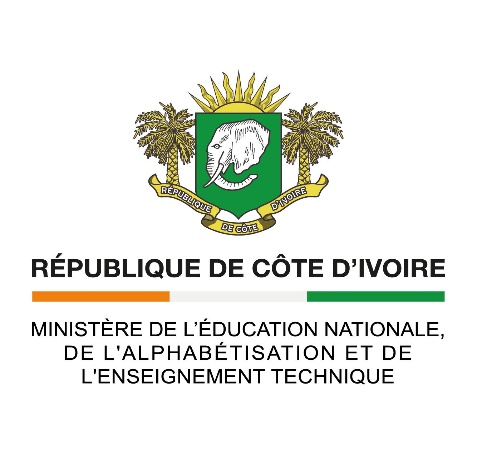 RÉPUBLIQUE
DE CÔTE
D'IVOIRE
RÉPUBLIQUE DE CÔTE D’IVOIRE
MINISTÈRE DE L’ÉDUCATION NATIONALE,
DE L'ALPHABÉTISATION ET DE
L'ENSEIGNEMENT TECHNIQUE